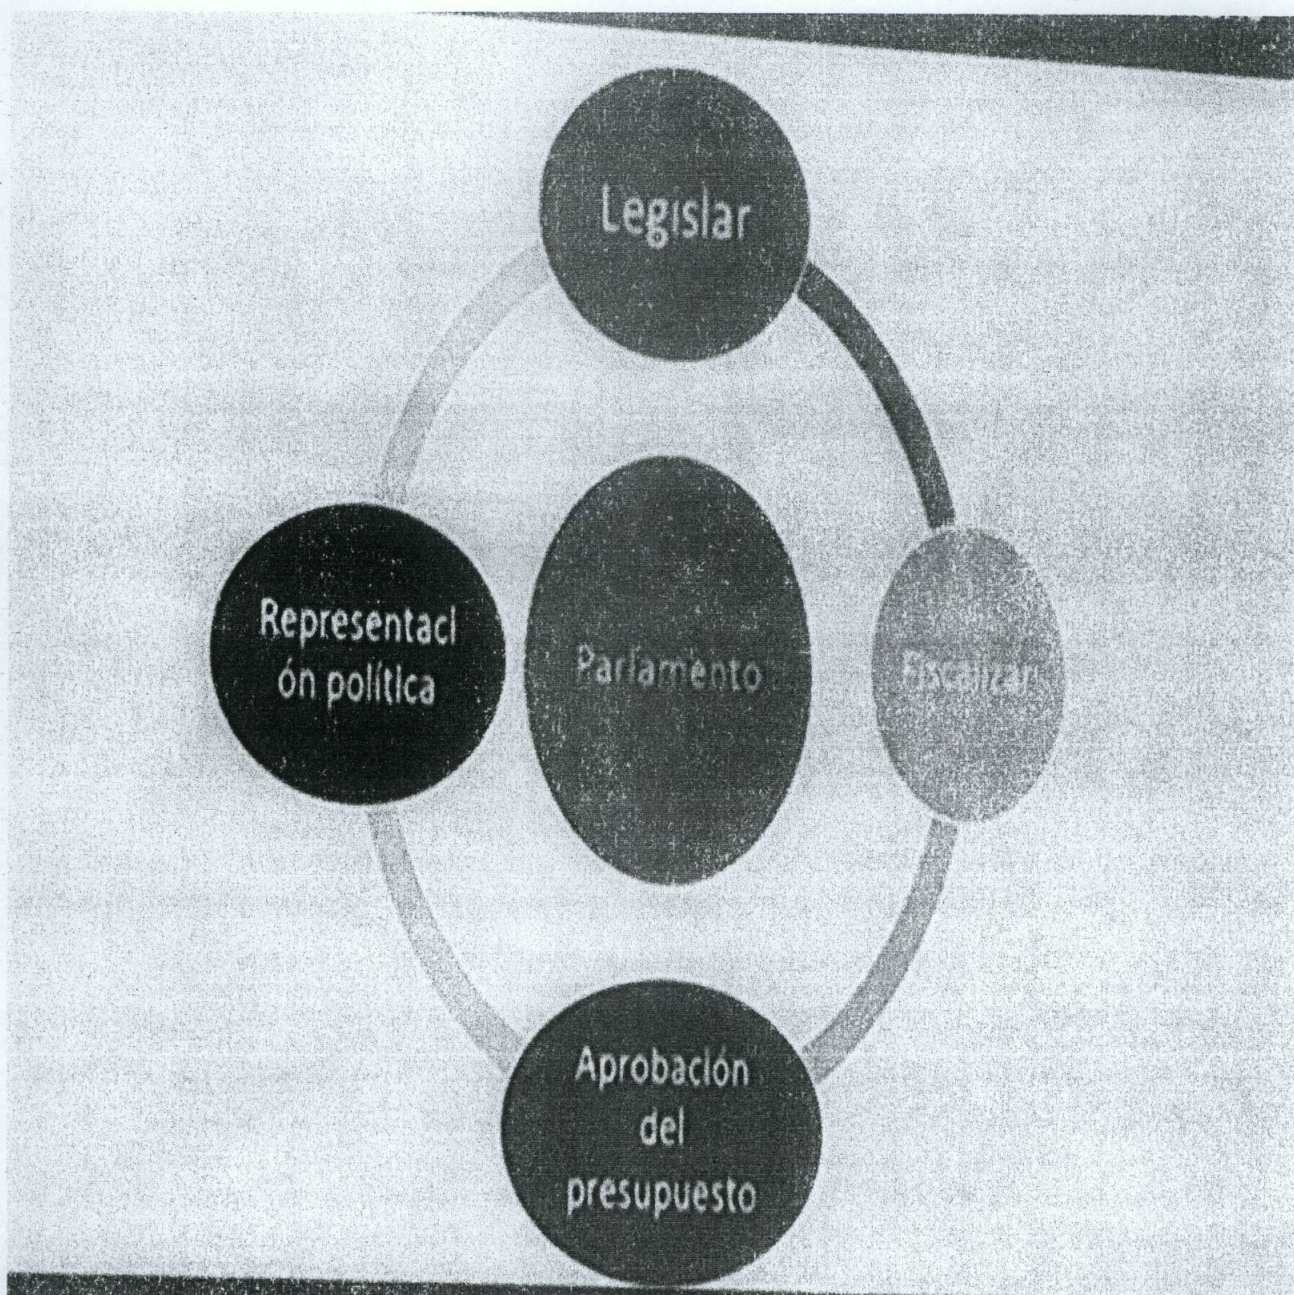 Legislar
Representaci
ón política
Parlamento
Fiscalizar
Aprobación
del
presupuesto